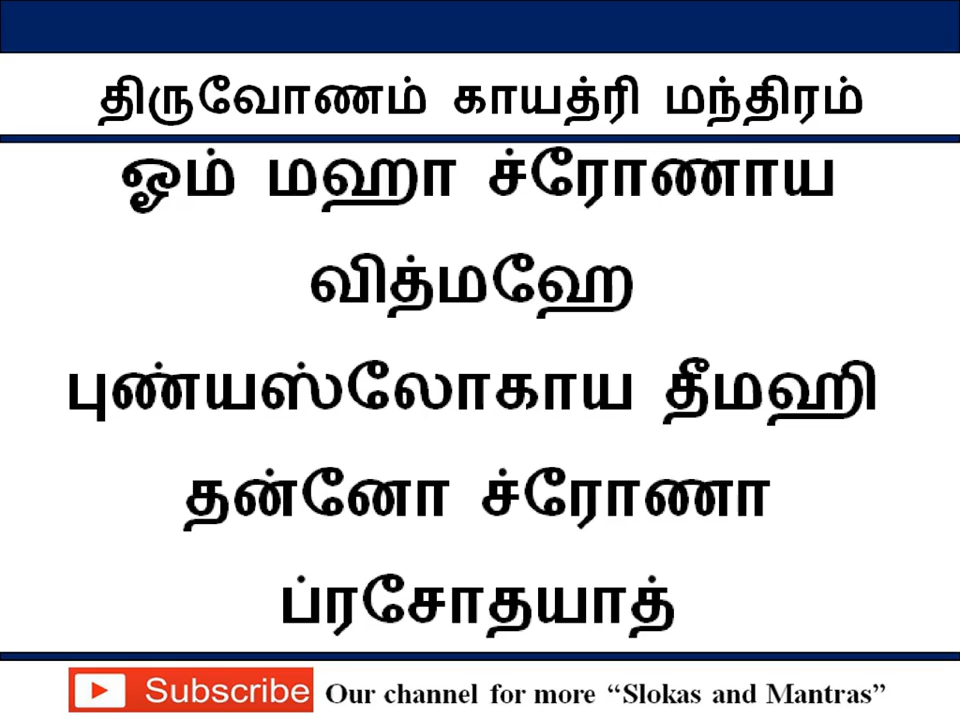 திருவோணம் காயத்ரி மந்திரம்
ஓம் மஹா ச்ரோணாய
வித்மஹே
புண்யஸ்லோகாய தீமஹி
தன்னோ ச்ரோணா
ப்ரசோதயாத்
Subscribe Our channel for more “Slokas and Mantras”